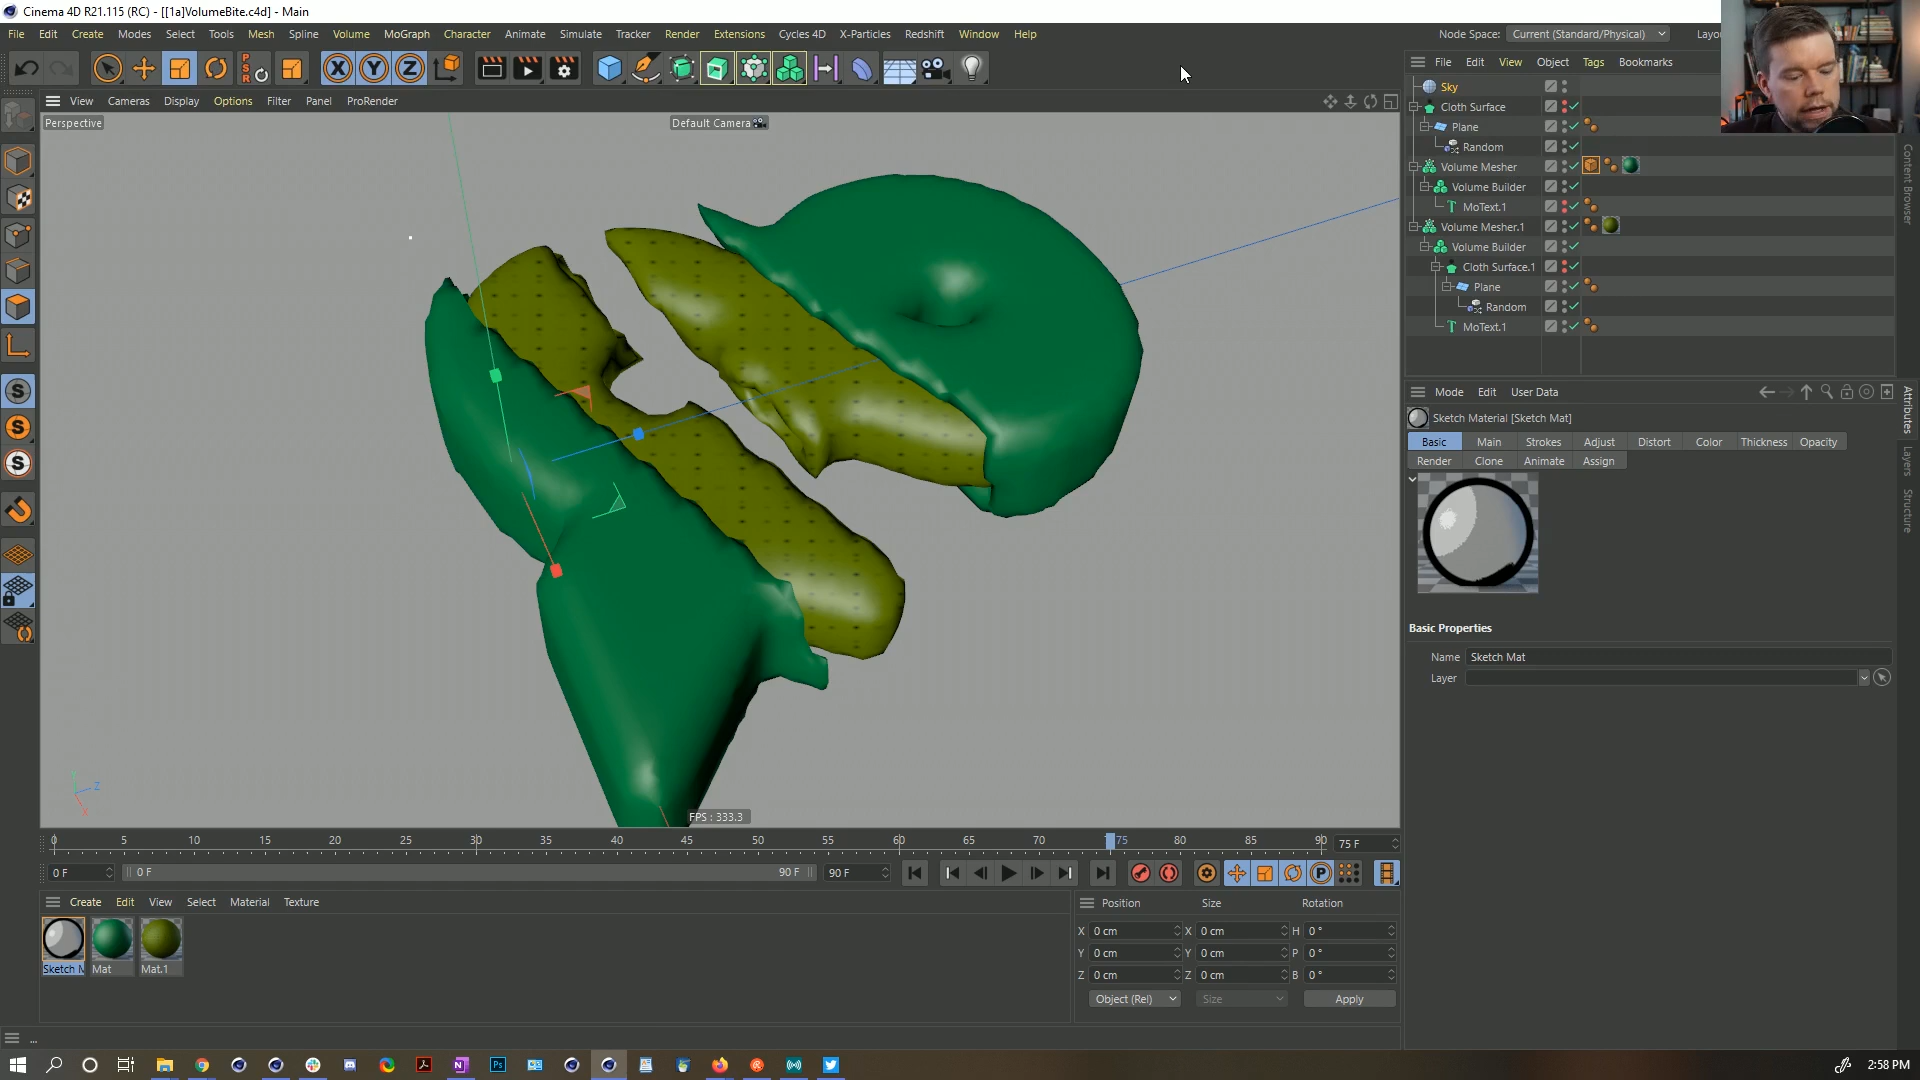 Cinema 4D R21.115 (RC) - [[1a]VolumeBite.c4d] - Main
File Edit Create Modes Select Tools Mesh Spline Volume MoGraph Character Animate Simulate Tracker Render Extensions Cycles 4D X-Particles Redshift Window Help
Node Space: Current (Standard/Physical) Layo
X Y Z
P S R
File Edit View Object Tags Bookmarks
View Cameras Display Options Filter Panel ProRender
Perspective
Default Camera
Sky
Cloth Surface
Plane
Random
Volume Mesher
Volume Builder
MoText.1
Volume Mesher.1
Volume Builder
Cloth Surface.1
Plane
Random
MoText.1
Content Browser
Mode Edit User Data
Sketch Material [Sketch Mat]
Basic Main Strokes Adjust Distort Color Thickness Opacity
Render Clone Animate Assign
Attributes
Layers
Structure
Basic Properties
Name Sketch Mat
Layer
S
S
S
Y Z X
FPS : 333.3
0 5 10 15 20 25 30 35 40 45 50 55 60 65 70 75 80 85 90 75 F
0 F 0 F 90 F 90 F P
Create Edit View Select Material Texture
Position Size Rotation
X 0 cm X 0 cm H 0 °
Y 0 cm Y 0 cm P 0 °
Z 0 cm Z 0 cm B 0 °
Object (Rel) Size Apply
Sketch M Mat Mat.1
...
N Ps
2:58 PM